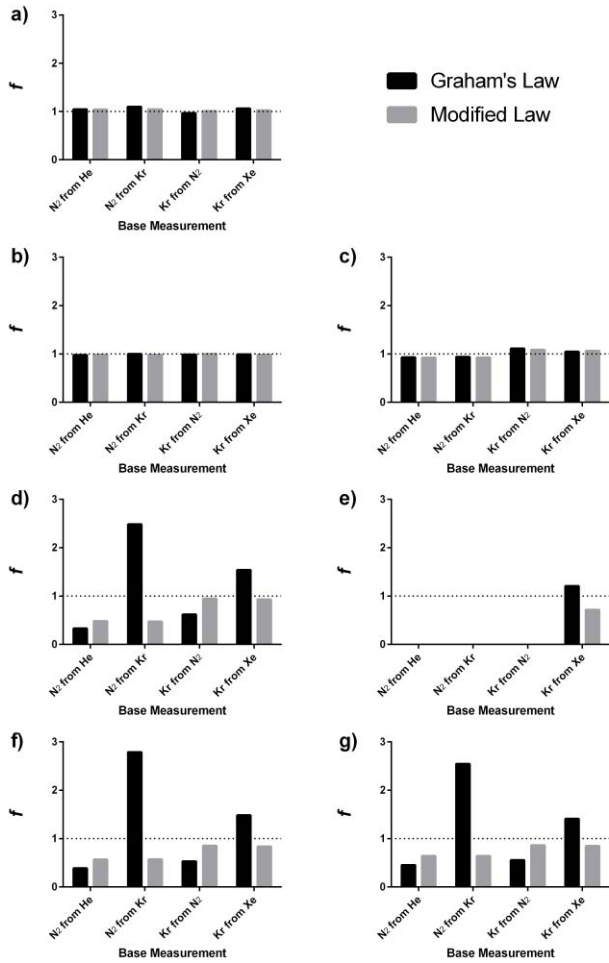 a)
f
3
2
1
0
N2 from He
N2 from Kr
Kr from N2
Kr from Xe
Base Measurement
Graham's Law
Modified Law
b)
f
3
2
1
0
N2 from He
N2 from Kr
Kr from N2
Kr from Xe
Base Measurement
c)
f
3
2
1
0
N2 from He
N2 from Kr
Kr from N2
Kr from Xe
Base Measurement
d)
f
3
2
1
0
N2 from He
N2 from Kr
Kr from N2
Kr from Xe
Base Measurement
e)
f
3
2
1
0
N2 from He
N2 from Kr
Kr from N2
Kr from Xe
Base Measurement
f)
f
3
2
1
0
N2 from He
N2 from Kr
Kr from N2
Kr from Xe
Base Measurement
g)
f
3
2
1
0
N2 from He
N2 from Kr
Kr from N2
Kr from Xe
Base Measurement